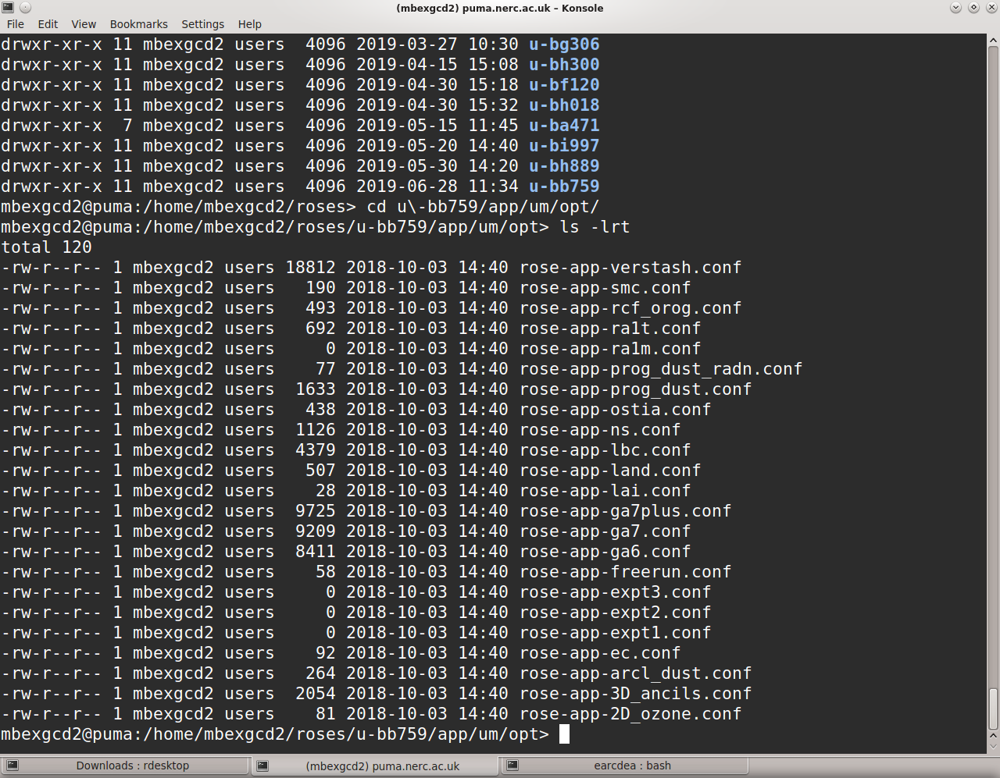 (mbexgcd2) puma.nerc.ac.uk – Konsole
File Edit View Bookmarks Settings Help
drwxr-xr-x 11 mbexgcd2 users  4096 2019-03-27 10:30 u-bg306
drwxr-xr-x 11 mbexgcd2 users  4096 2019-04-15 15:08 u-bh300
drwxr-xr-x 11 mbexgcd2 users  4096 2019-04-30 15:18 u-bf120
drwxr-xr-x 11 mbexgcd2 users  4096 2019-04-30 15:32 u-bh018
drwxr-xr-x  7 mbexgcd2 users  4096 2019-05-15 11:45 u-ba471
drwxr-xr-x 11 mbexgcd2 users  4096 2019-05-20 14:40 u-bi997
drwxr-xr-x 11 mbexgcd2 users  4096 2019-05-30 14:20 u-bh889
drwxr-xr-x 11 mbexgcd2 users  4096 2019-06-28 11:34 u-bb759
mbexgcd2@puma:/home/mbexgcd2/roses> cd u\-bb759/app/um/opt/
mbexgcd2@puma:/home/mbexgcd2/roses/u-bb759/app/um/opt> ls -lrt
total 120
-rw-r--r-- 1 mbexgcd2 users 18812 2018-10-03 14:40 rose-app-verstash.conf
-rw-r--r-- 1 mbexgcd2 users   190 2018-10-03 14:40 rose-app-smc.conf
-rw-r--r-- 1 mbexgcd2 users   493 2018-10-03 14:40 rose-app-rcf_orog.conf
-rw-r--r-- 1 mbexgcd2 users   692 2018-10-03 14:40 rose-app-ra1t.conf
-rw-r--r-- 1 mbexgcd2 users     0 2018-10-03 14:40 rose-app-ra1m.conf
-rw-r--r-- 1 mbexgcd2 users    77 2018-10-03 14:40 rose-app-prog_dust_radn.conf
-rw-r--r-- 1 mbexgcd2 users  1633 2018-10-03 14:40 rose-app-prog_dust.conf
-rw-r--r-- 1 mbexgcd2 users   438 2018-10-03 14:40 rose-app-ostia.conf
-rw-r--r-- 1 mbexgcd2 users  1126 2018-10-03 14:40 rose-app-ns.conf
-rw-r--r-- 1 mbexgcd2 users  4379 2018-10-03 14:40 rose-app-lbc.conf
-rw-r--r-- 1 mbexgcd2 users   507 2018-10-03 14:40 rose-app-land.conf
-rw-r--r-- 1 mbexgcd2 users    28 2018-10-03 14:40 rose-app-lai.conf
-rw-r--r-- 1 mbexgcd2 users  9725 2018-10-03 14:40 rose-app-ga7plus.conf
-rw-r--r-- 1 mbexgcd2 users  9209 2018-10-03 14:40 rose-app-ga7.conf
-rw-r--r-- 1 mbexgcd2 users  8411 2018-10-03 14:40 rose-app-ga6.conf
-rw-r--r-- 1 mbexgcd2 users    58 2018-10-03 14:40 rose-app-freerun.conf
-rw-r--r-- 1 mbexgcd2 users     0 2018-10-03 14:40 rose-app-expt3.conf
-rw-r--r-- 1 mbexgcd2 users     0 2018-10-03 14:40 rose-app-expt2.conf
-rw-r--r-- 1 mbexgcd2 users     0 2018-10-03 14:40 rose-app-expt1.conf
-rw-r--r-- 1 mbexgcd2 users    92 2018-10-03 14:40 rose-app-ec.conf
-rw-r--r-- 1 mbexgcd2 users   264 2018-10-03 14:40 rose-app-arcl_dust.conf
-rw-r--r-- 1 mbexgcd2 users  2054 2018-10-03 14:40 rose-app-3D_ancils.conf
-rw-r--r-- 1 mbexgcd2 users    81 2018-10-03 14:40 rose-app-2D_ozone.conf
mbexgcd2@puma:/home/mbexgcd2/roses/u-bb759/app/um/opt>
Downloads : rdesktop (mbexgcd2) puma.nerc.ac.uk earcdea : bash